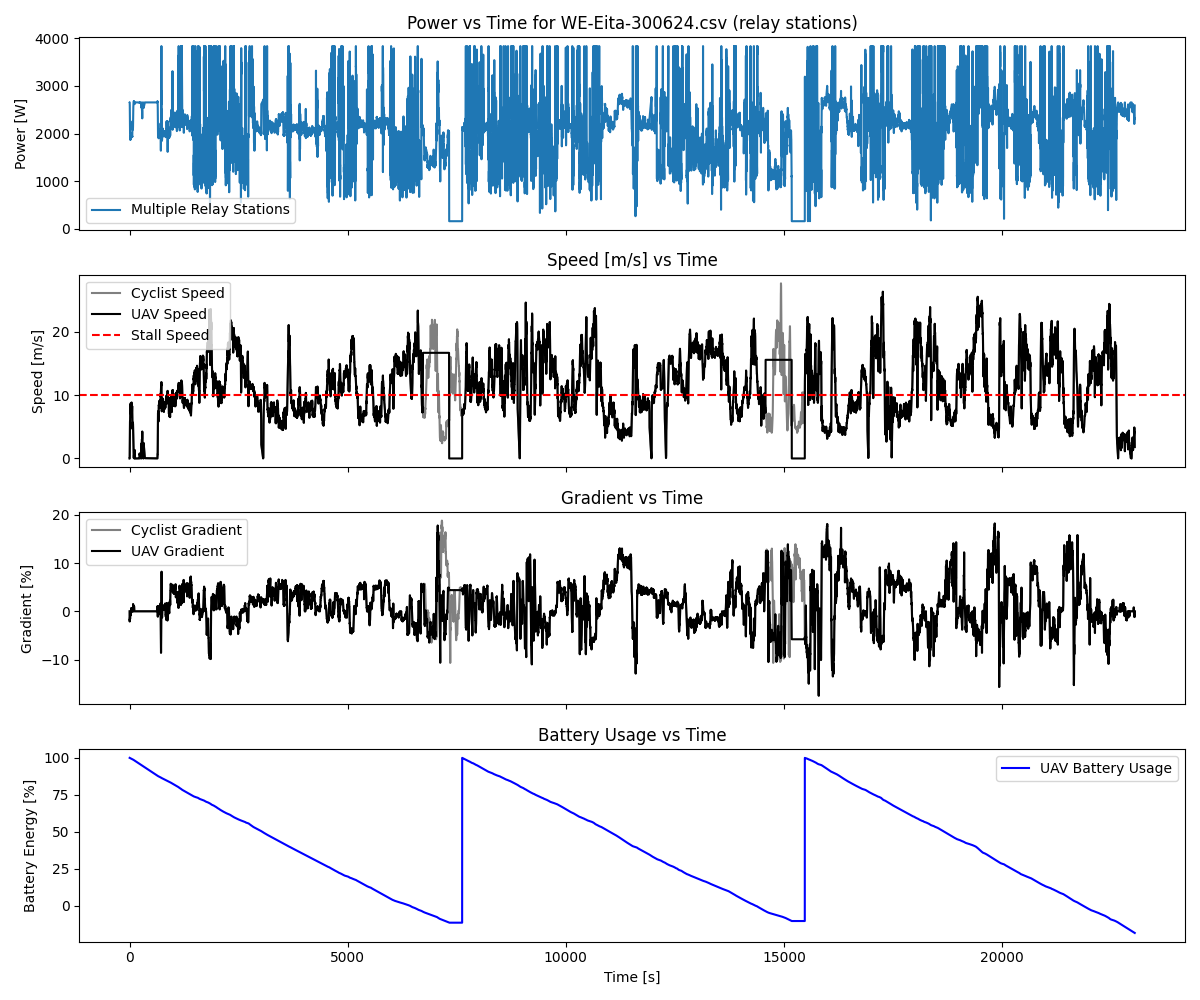 Power vs Time for WE-Eita-300624.csv (relay stations)
4000
3000
2000
1000
0
Power [W]
Multiple Relay Stations
Speed [m/s] vs Time
20
10
0
Speed [m/s]
Cyclist Speed
UAV Speed
Stall Speed
Gradient vs Time
20
10
0
−10
Gradient [%]
Cyclist Gradient
UAV Gradient
Battery Usage vs Time
100
75
50
25
0
Battery Energy [%]
UAV Battery Usage
0 5000 10000 15000 20000
Time [s]